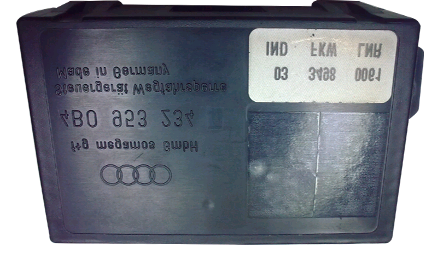 f+g megamos GmbH
4B0 953 234
Steuergerät Wegfahrsperre
Made in Germany
03 3498 0061
IND FKW LNR